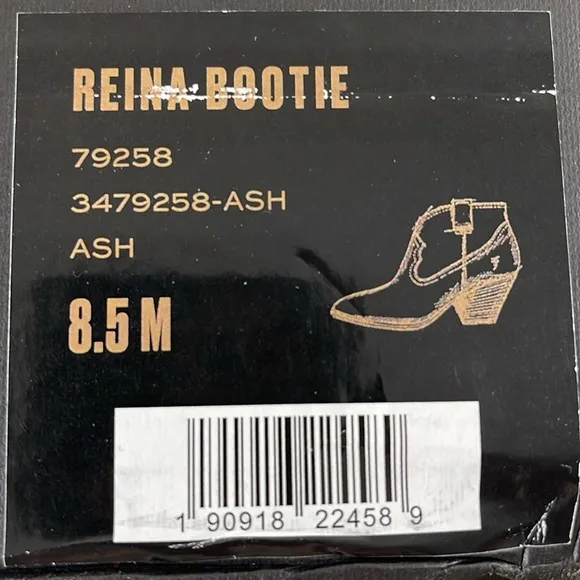 REINA BOOTIE
79258
3479258-ASH
ASH
8.5 M
1 90918 22458 9